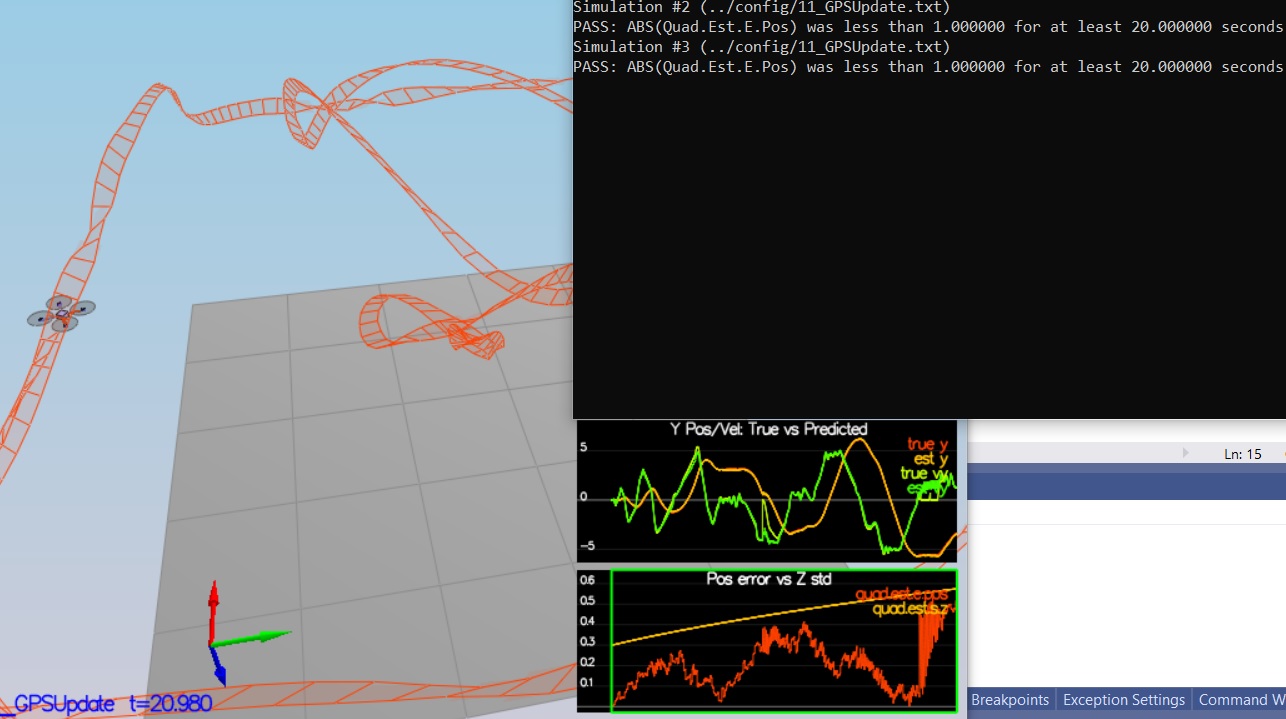 Simulation #2 (../config/11_GPSUpdate.txt)
PASS: ABS(Quad.Est.E.Pos) was less than 1.000000 for at least 20.000000 seconds
Simulation #3 (../config/11_GPSUpdate.txt)
PASS: ABS(Quad.Est.E.Pos) was less than 1.000000 for at least 20.000000 seconds
Y Pos/Vel: True vs Predicted
5
0
-5
true y
est y
true vy
Ln: 15
Pos error vs Z std
0.6
0.5
0.4
0.3
0.2
0.1
quad.est.e.pos
quad.est.s.z
_GPSUpdate t=20.980
Breakpoints
Exception Settings
Command W